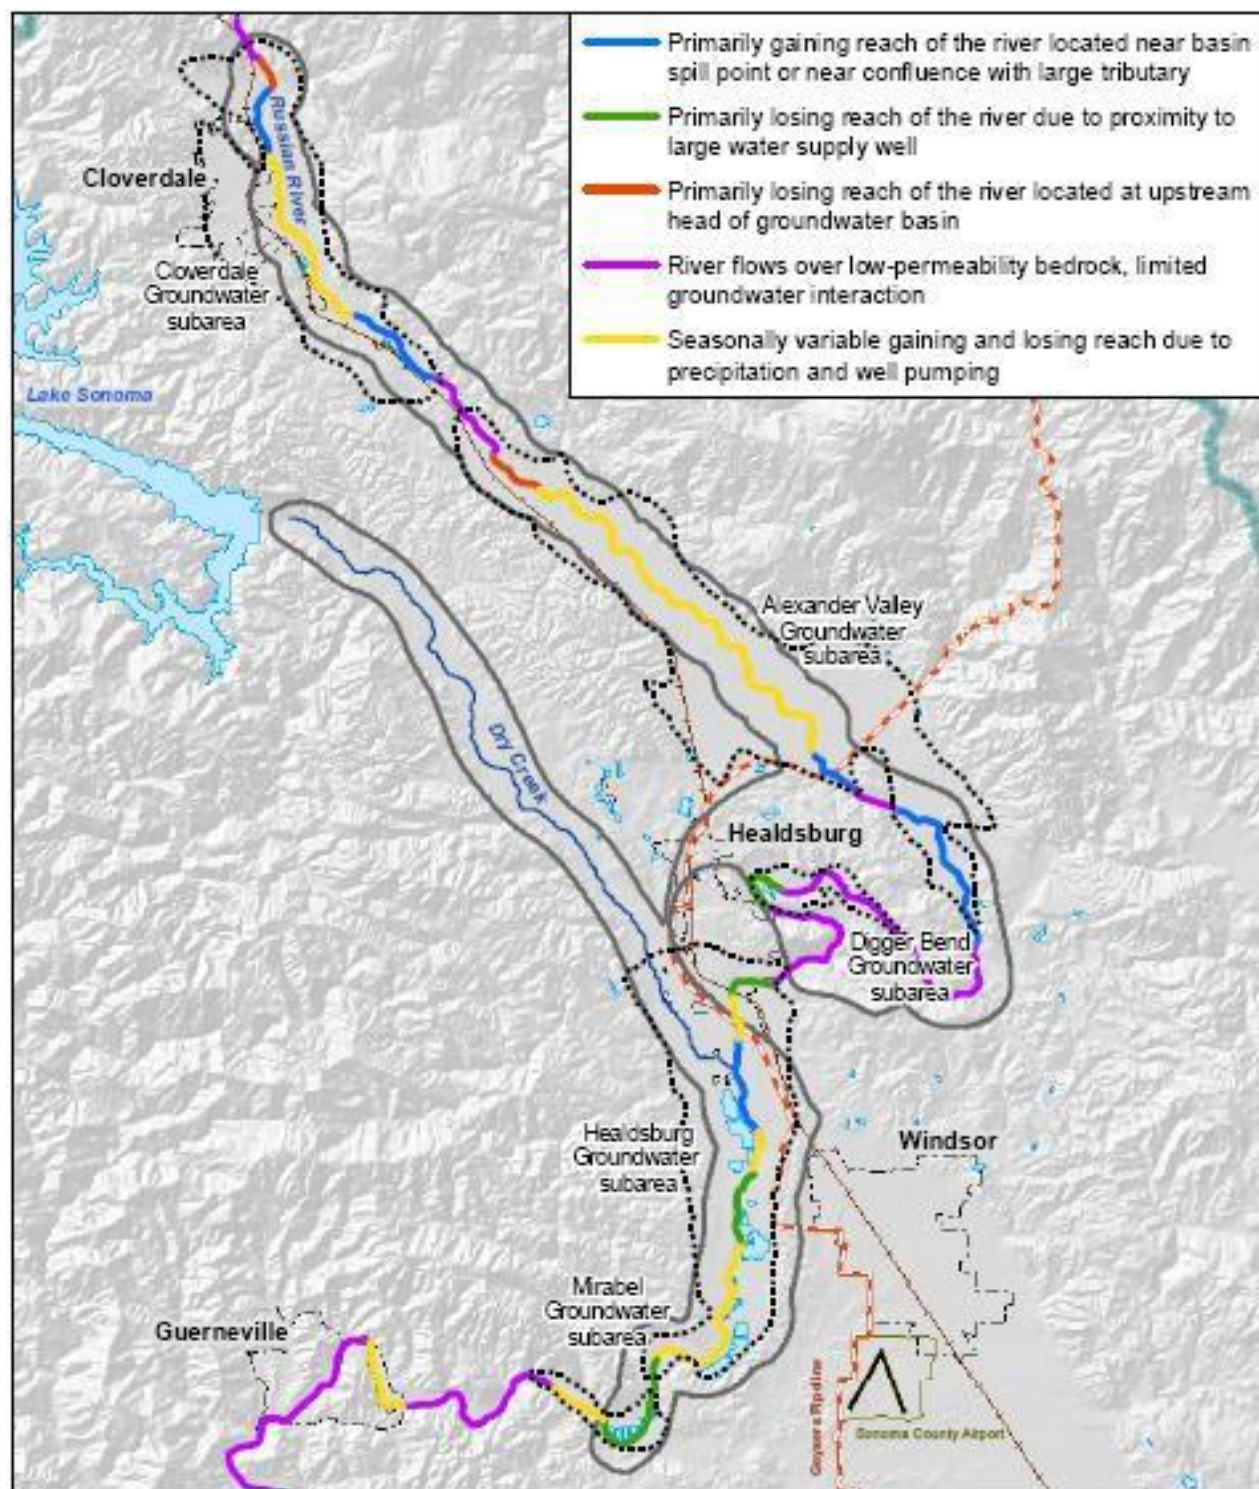 Primarily gaining reach of the river located near basin
spill point or near confluence with large tributary
Primarily losing reach of the river due to proximity to
large water supply well
Primarily losing reach of the river located at upstream
head of groundwater basin
River flows over low-permeability bedrock, limited
groundwater interaction
Seasonally variable gaining and losing reach due to
precipitation and well pumping
Russian River
Cloverdale
Cloverdale
Groundwater
subarea
Lake Sonoma
Alexander Valley
Groundwater
subarea
Dry Creek
Healdsburg
Digger Bend
Groundwater
subarea
Healdsburg
Groundwater
subarea
Windsor
Mirabel
Groundwater
subarea
Guerneville
Geysers Pipeline
Sonoma County Airport